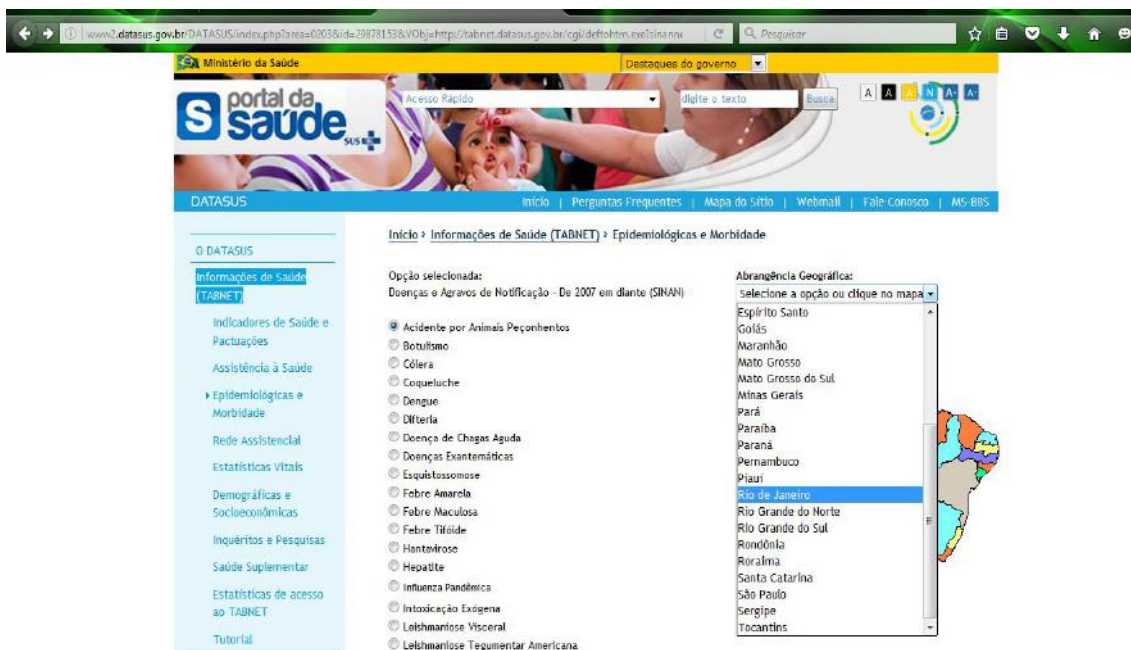 www2.datasus.gov.br/DATASUS/index.php?area=0203&id=29878153&VObj=http://tabnet.datasus.gov.br/cgi/deftohtm.exe?sinannet
Pesquisar
Ministério da Saúde
Destaques do governo
portal da
saúde
SUS
Acesso Rápido
digite o texto
Busca
A A A N A+ A-
DATASUS
Início | Perguntas Frequentes | Mapa do Sítio | Webmail | Fale Conosco | MS-BBS
Início > Informações de Saúde (TABNET) > Epidemiológicas e Morbidade
O DATASUS
Informações de Saúde
(TABNET)
Indicadores de Saúde e
Pactuações
Assistência à Saúde
Epidemiológicas e
Morbidade
Rede Assistencial
Estatísticas Vitais
Demográficas e
Socioeconômicas
Inquéritos e Pesquisas
Saúde Suplementar
Estatísticas de acesso
ao TABNET
Tutorial
Opção selecionada:
Doenças e Agravos de Notificação - De 2007 em diante (SINAN)
Acidente por Animais Peçonhentos
Botulismo
Cólera
Coqueluche
Dengue
Difteria
Doença de Chagas Aguda
Doenças Exantemáticas
Esquistossomose
Febre Amarela
Febre Maculosa
Febre Tifóide
Hantavirose
Hepatite
Influenza Pandêmica
Intoxicação Exógena
Leishmaniose Visceral
Leishmaniose Tegumentar Americana
Abrangência Geográfica:
Selecione a opção ou clique no mapa
Espírito Santo
Goiás
Maranhão
Mato Grosso
Mato Grosso do Sul
Minas Gerais
Pará
Paraíba
Paraná
Pernambuco
Piauí
Rio de Janeiro
Rio Grande do Norte
Rio Grande do Sul
Rondônia
Roraima
Santa Catarina
São Paulo
Sergipe
Tocantins